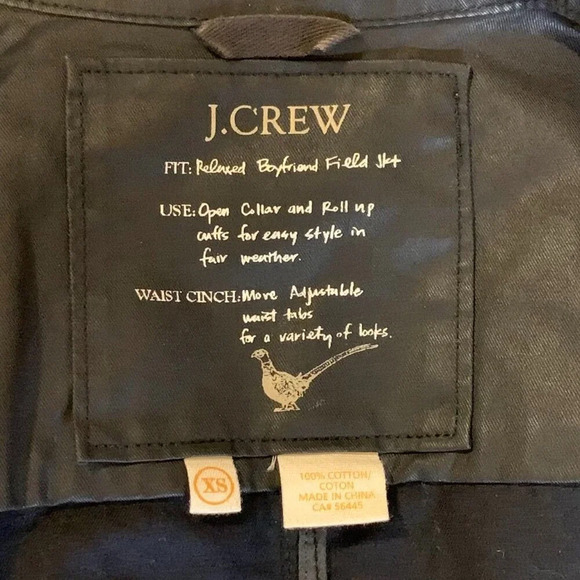 J.CREW
FIT: Relaxed Boyfriend Field Jkt
USE: Open Collar and Roll up
cuffs for easy style in
fair weather.
WAIST CINCH: More Adjustable
waist tabs
for a variety of looks.
XS
100% COTTON/
COTON
MADE IN CHINA
CA# 56445